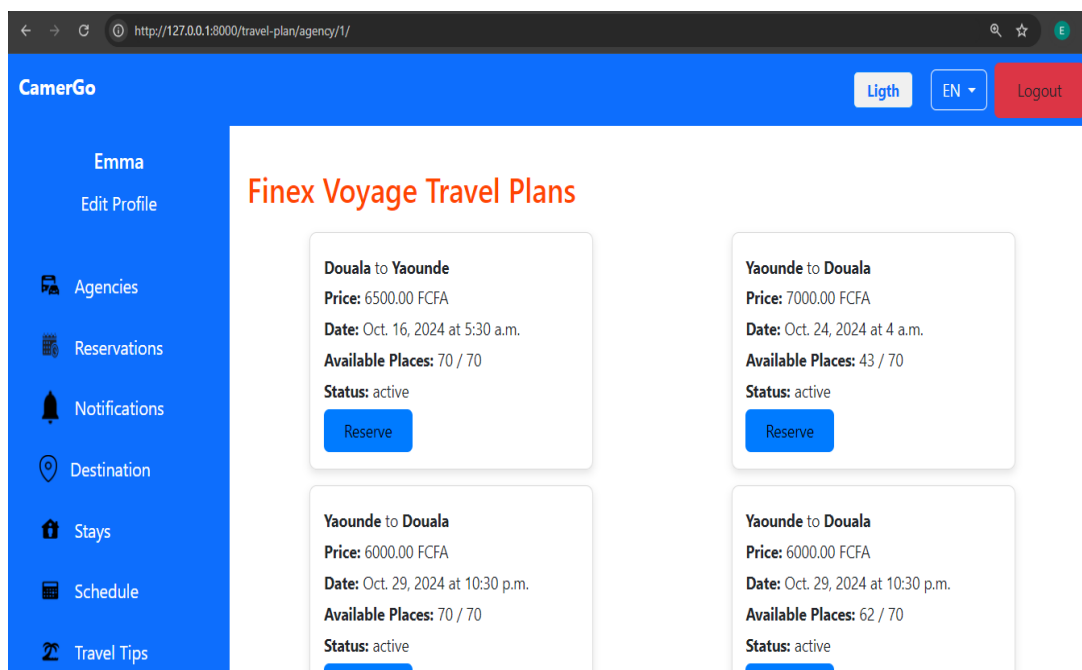 http://127.0.0.1:8000/travel-plan/agency/1/
E
CamerGo
Ligth
EN
Logout
Emma
Edit Profile
Agencies
Reservations
Notifications
Destination
Stays
Schedule
Travel Tips
Finex Voyage Travel Plans
Douala to Yaounde
Price: 6500.00 FCFA
Date: Oct. 16, 2024 at 5:30 a.m.
Available Places: 70 / 70
Status: active
Reserve
Yaounde to Douala
Price: 7000.00 FCFA
Date: Oct. 24, 2024 at 4 a.m.
Available Places: 43 / 70
Status: active
Reserve
Yaounde to Douala
Price: 6000.00 FCFA
Date: Oct. 29, 2024 at 10:30 p.m.
Available Places: 70 / 70
Status: active
Yaounde to Douala
Price: 6000.00 FCFA
Date: Oct. 29, 2024 at 10:30 p.m.
Available Places: 62 / 70
Status: active